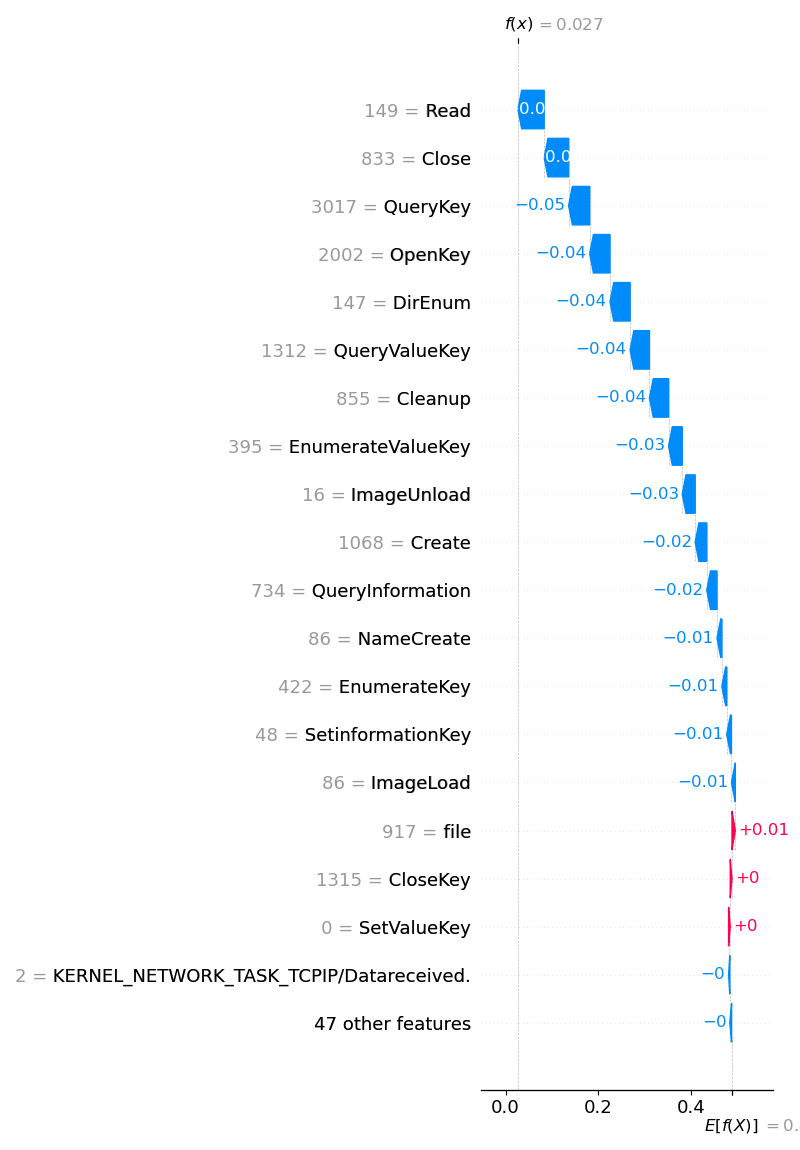 f(x) = 0.027
149 = Read
0.0
833 = Close
0.0
3017 = QueryKey
−0.05
2002 = OpenKey
−0.04
147 = DirEnum
−0.04
1312 = QueryValueKey
−0.04
855 = Cleanup
−0.04
395 = EnumerateValueKey
−0.03
16 = ImageUnload
−0.03
1068 = Create
−0.02
734 = QueryInformation
−0.02
86 = NameCreate
−0.01
422 = EnumerateKey
−0.01
48 = SetinformationKey
−0.01
86 = ImageLoad
−0.01
917 = file
+0.01
1315 = CloseKey
+0
0 = SetValueKey
+0
2 = KERNEL_NETWORK_TASK_TCPIP/Datareceived.
−0
47 other features
−0
0.0 0.2 0.4
E[f(X)] = 0.